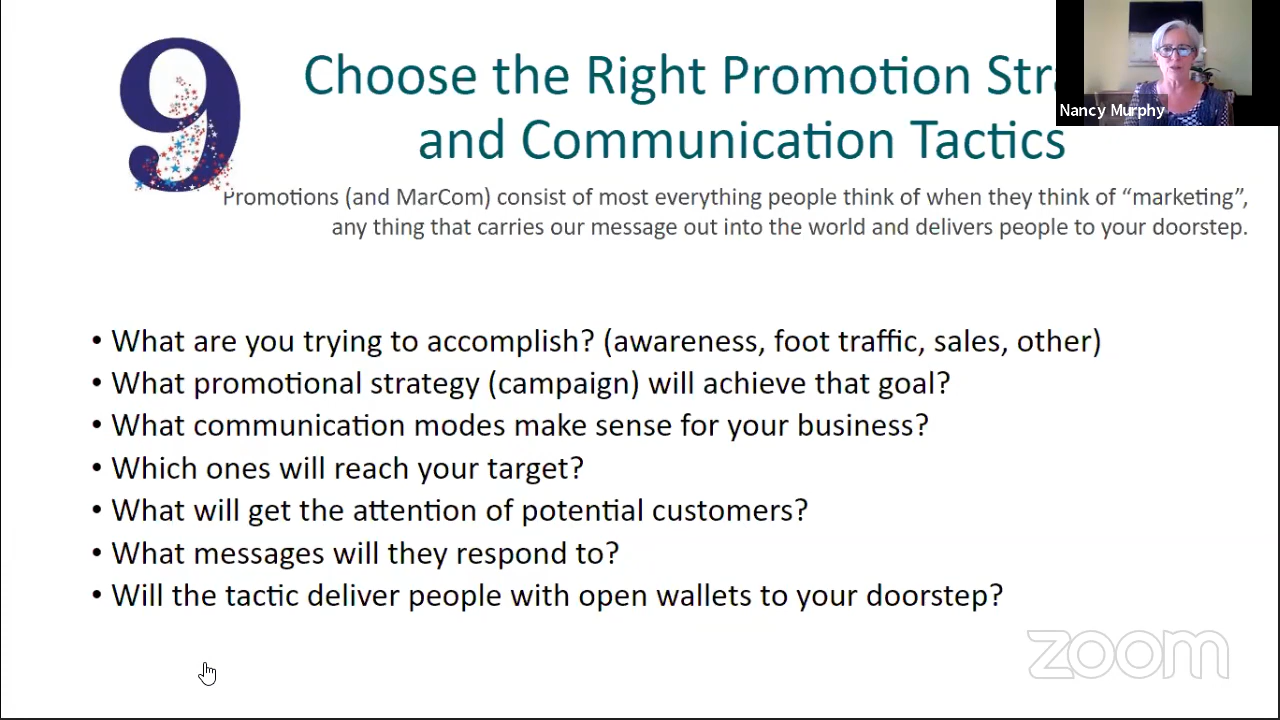 9
Choose the Right Promotion Stra
and Communication Tactics
Promotions (and MarCom) consist of most everything people think of when they think of “marketing”,
any thing that carries our message out into the world and delivers people to your doorstep.
• What are you trying to accomplish? (awareness, foot traffic, sales, other)
• What promotional strategy (campaign) will achieve that goal?
• What communication modes make sense for your business?
• Which ones will reach your target?
• What will get the attention of potential customers?
• What messages will they respond to?
• Will the tactic deliver people with open wallets to your doorstep?
Nancy Murphy
zoom